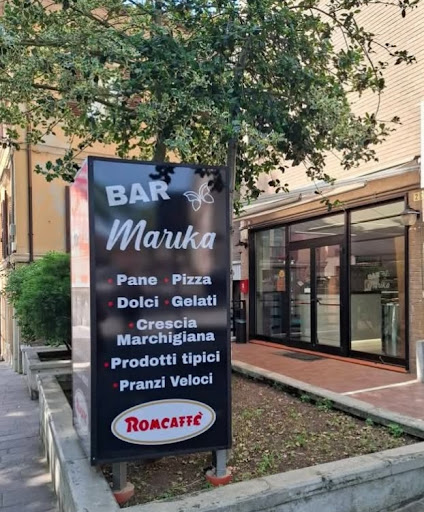 BAR
Marika
• Pane • Pizza
• Dolci • Gelati
• Crescia
Marchigiana
• Prodotti tipici
• Pranzi Veloci
ROMCAFFÈ